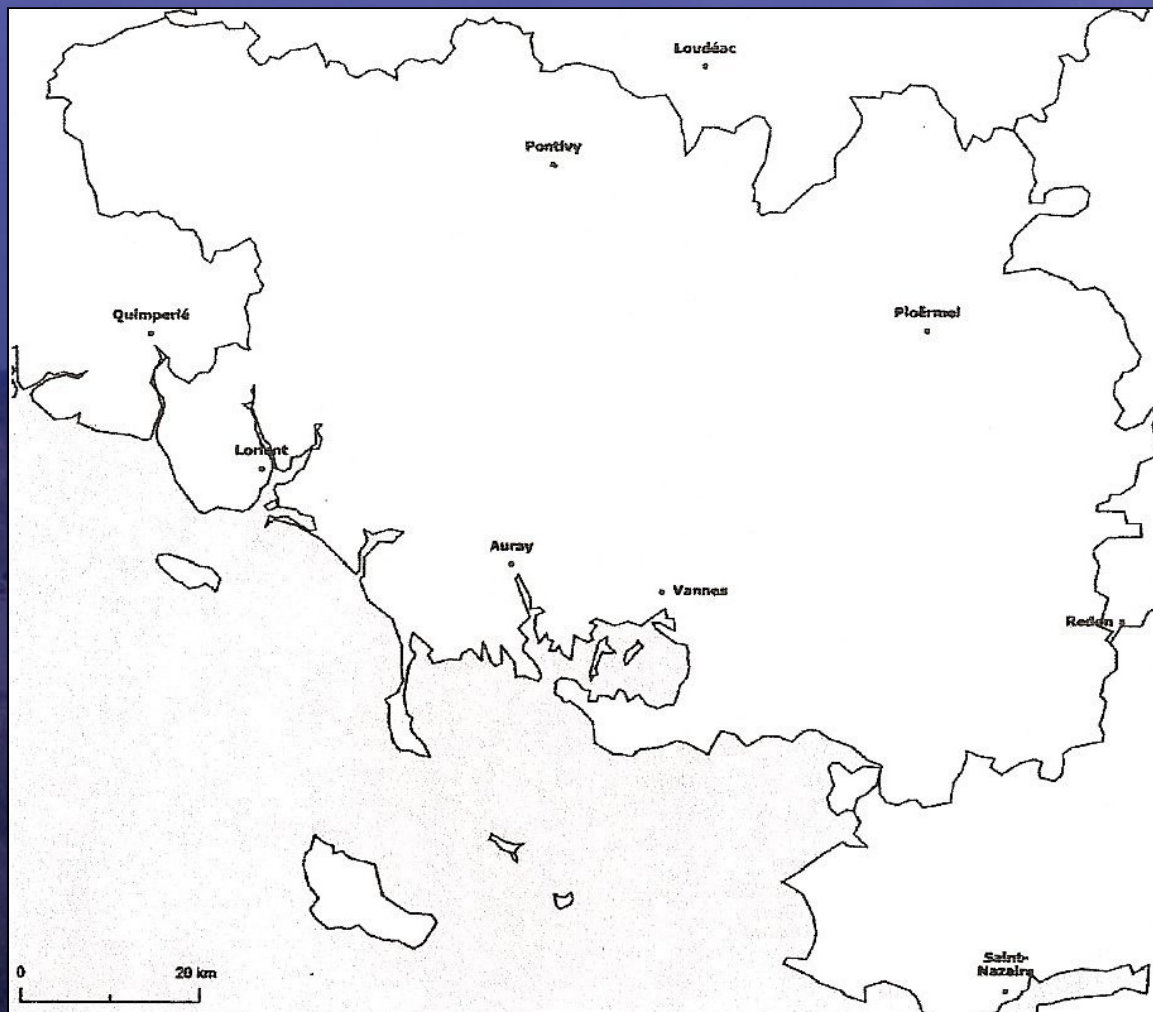 Loudéac
Pontivy
Quimperlé
Ploërmel
Lorient
Auray
Vannes
Redon
Saint-
Nazaire
0 20 km